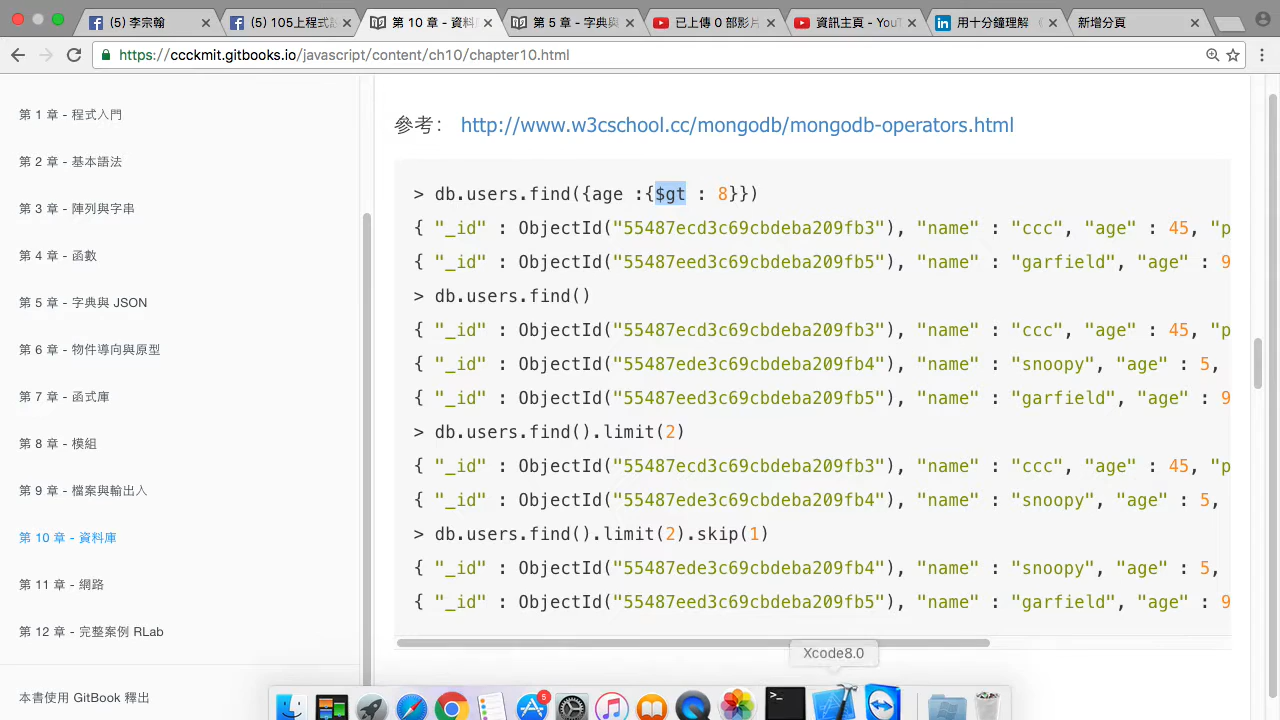 (5) 李宗翰
(5) 105上程式設
第 10 章 - 資料庫
第 5 章 - 字典與
已上傳 0 部影片
資訊主頁 - YouT
用十分鐘理解
新增分頁
https://ccckmit.gitbooks.io/javascript/content/ch10/chapter10.html
第 1 章 - 程式入門
第 2 章 - 基本語法
第 3 章 - 陣列與字串
第 4 章 - 函數
第 5 章 - 字典與 JSON
第 6 章 - 物件導向與原型
第 7 章 - 函式庫
第 8 章 - 模組
第 9 章 - 檔案與輸出入
第 10 章 - 資料庫
第 11 章 - 網路
第 12 章 - 完整案例 RLab
本書使用 GitBook 釋出
參考： http://www.w3cschool.cc/mongodb/mongodb-operators.html
> db.users.find({age :{$gt : 8}})
{ "_id" : ObjectId("55487ecd3c69cbdeba209fb3"), "name" : "ccc", "age" : 45, "p
{ "_id" : ObjectId("55487eed3c69cbdeba209fb5"), "name" : "garfield", "age" : 9
> db.users.find()
{ "_id" : ObjectId("55487ecd3c69cbdeba209fb3"), "name" : "ccc", "age" : 45, "p
{ "_id" : ObjectId("55487ede3c69cbdeba209fb4"), "name" : "snoopy", "age" : 5,
{ "_id" : ObjectId("55487eed3c69cbdeba209fb5"), "name" : "garfield", "age" : 9
> db.users.find().limit(2)
{ "_id" : ObjectId("55487ecd3c69cbdeba209fb3"), "name" : "ccc", "age" : 45, "p
{ "_id" : ObjectId("55487ede3c69cbdeba209fb4"), "name" : "snoopy", "age" : 5,
> db.users.find().limit(2).skip(1)
{ "_id" : ObjectId("55487ede3c69cbdeba209fb4"), "name" : "snoopy", "age" : 5,
{ "_id" : ObjectId("55487eed3c69cbdeba209fb5"), "name" : "garfield", "age" : 9
Xcode8.0
5